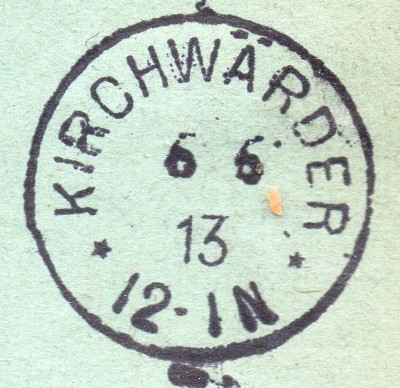 KIRCHWÄRDER
6 6
13
* 12-1N *